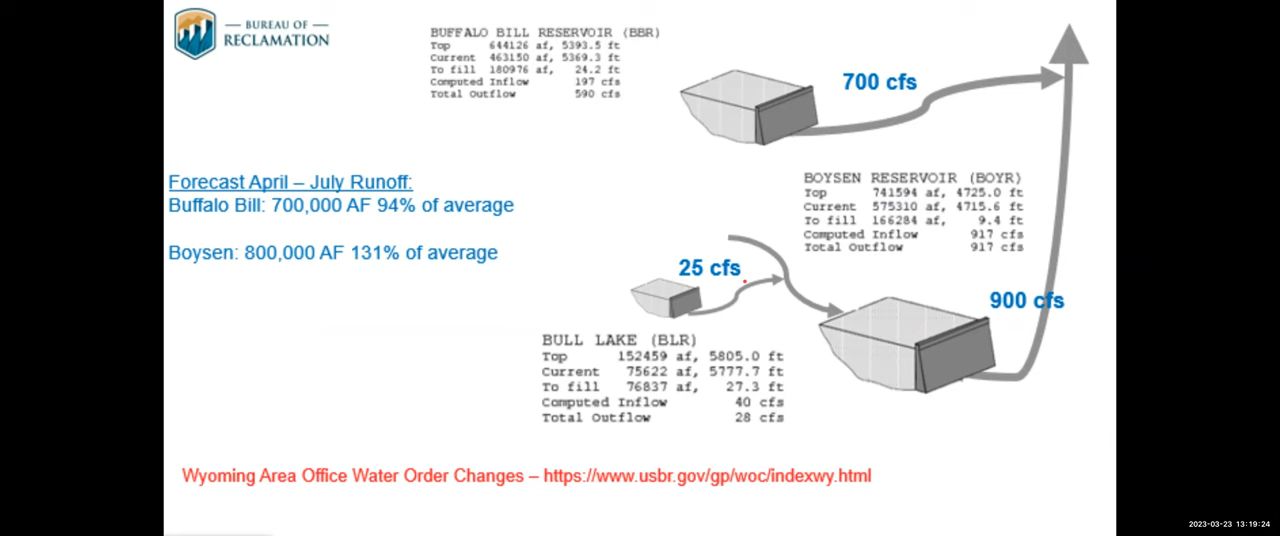 BUREAU OF
RECLAMATION
BUFFALO BILL RESERVOIR (BBR)
Top 644126 af, 5393.5 ft
Current 463150 af, 5369.3 ft
To fill 180976 af, 24.2 ft
Computed Inflow 197 cfs
Total Outflow 590 cfs
700 cfs
Forecast April – July Runoff:
Buffalo Bill: 700,000 AF 94% of average
Boysen: 800,000 AF 131% of average
BOYSEN RESERVOIR (BOYR)
Top 741594 af, 4725.0 ft
Current 575310 af, 4715.6 ft
To fill 166284 af, 9.4 ft
Computed Inflow 917 cfs
Total Outflow 917 cfs
25 cfs
900 cfs
BULL LAKE (BLR)
Top 152459 af, 5805.0 ft
Current 75622 af, 5777.7 ft
To fill 76837 af, 27.3 ft
Computed Inflow 40 cfs
Total Outflow 28 cfs
Wyoming Area Office Water Order Changes – https://www.usbr.gov/gp/woc/indexwy.html
2023-03-23 13:19:24